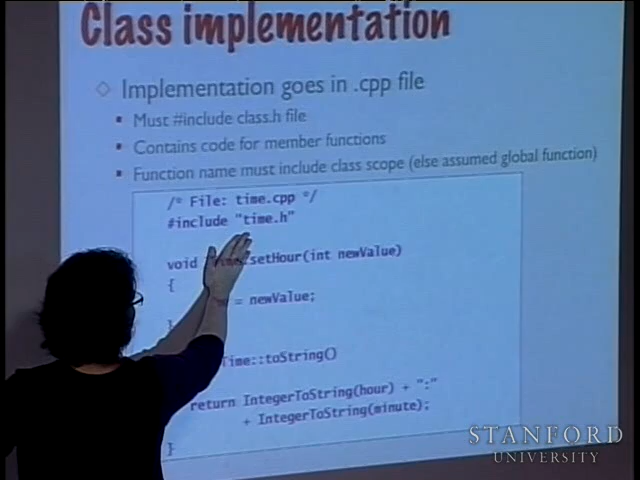 Class implementation
Implementation goes in .cpp file
Must #include class.h file
Contains code for member functions
Function name must include class scope (else assumed global function)
/* File: time.cpp */
#include "time.h"
void setHour(int newValue)
{
= newValue;
}
Time::toString()
return IntegerToString(hour) + ":"
+ IntegerToString(minute);
}
STANFORD
UNIVERSITY